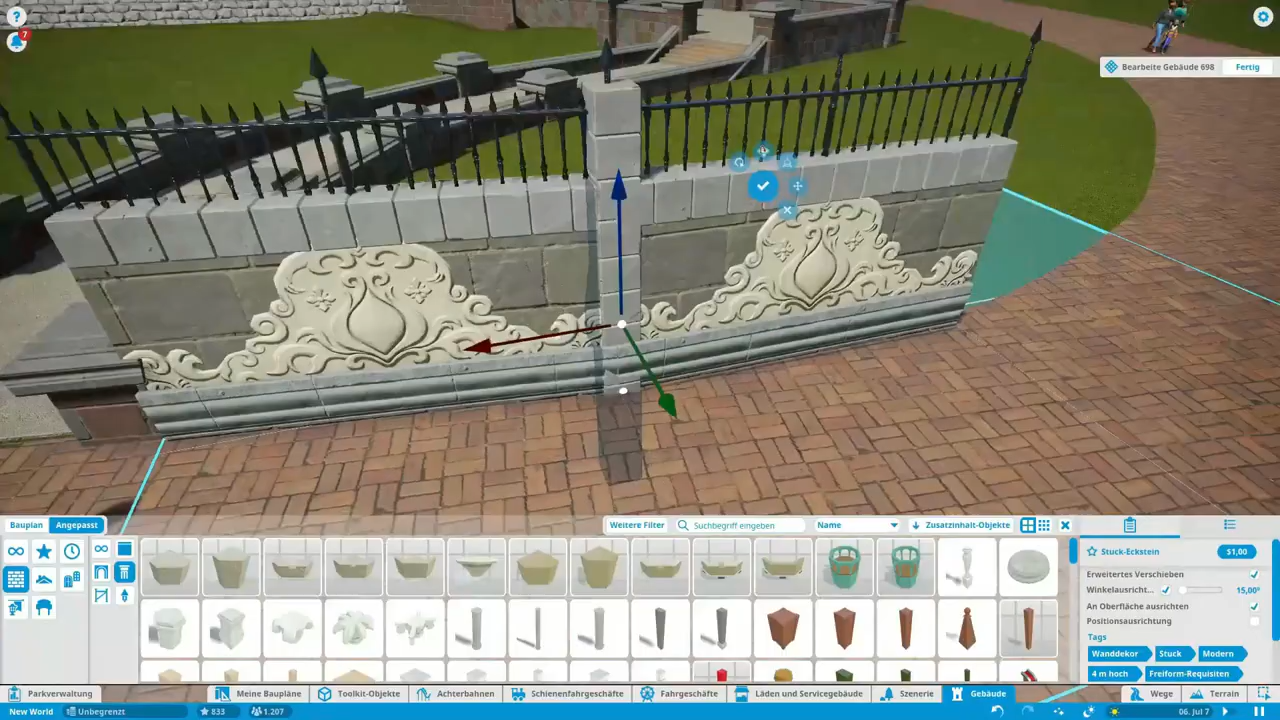 ?
7
Bearbeite Gebäude 698
Fertig
Bauplan
Angepasst
Weitere Filter
Suchbegriff eingeben
Name
Zusatzinhalt-Objekte
Stuck-Eckstein
$1,00
Erweitertes Verschieben
Winkelausricht...
15,00°
An Oberfläche ausrichten
Positionsausrichtung
Tags
Wanddekor
Stuck
Modern
4 m hoch
Freiform-Requisiten
Parkverwaltung
Meine Baupläne
Toolkit-Objekte
Achterbahnen
Schienenfahrgeschäfte
Fahrgeschäfte
Läden und Servicegebäude
Szenerie
Gebäude
Wege
Terrain
New World
Unbegrenzt
833
1.207
06. Jul 7